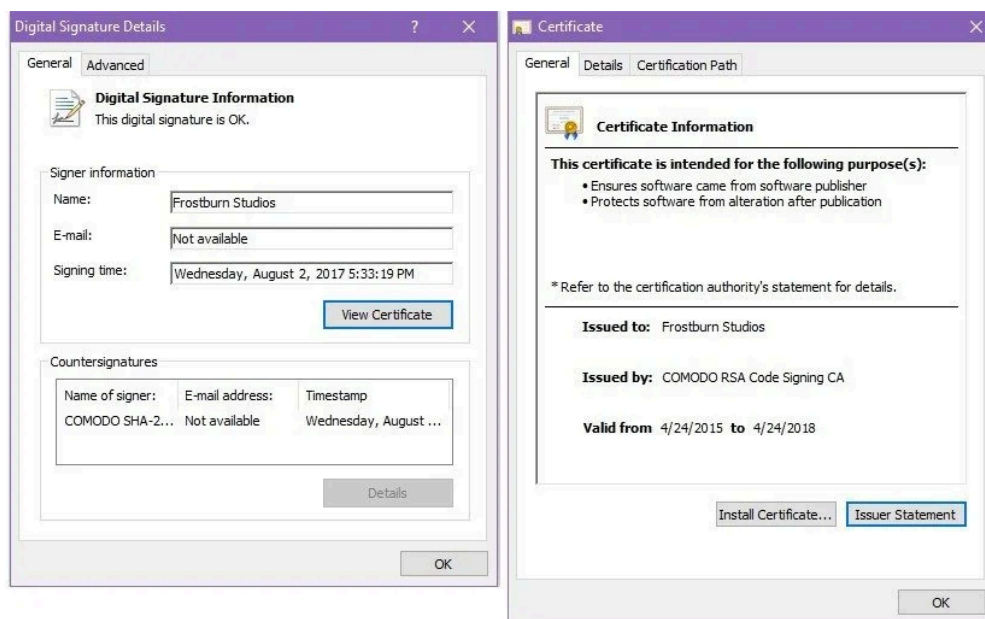 Digital Signature Details
General Advanced
Digital Signature Information
This digital signature is OK.
Signer information
Name: Frostburn Studios
E-mail: Not available
Signing time: Wednesday, August 2, 2017 5:33:19 PM
View Certificate
Countersignatures
Name of signer: E-mail address: Timestamp
COMODO SHA-2... Not available Wednesday, August ...
Details
OK
Certificate
General Details Certification Path
Certificate Information
This certificate is intended for the following purpose(s):
• Ensures software came from software publisher
• Protects software from alteration after publication
* Refer to the certification authority's statement for details.
Issued to: Frostburn Studios
Issued by: COMODO RSA Code Signing CA
Valid from 4/24/2015 to 4/24/2018
Install Certificate... Issuer Statement
OK